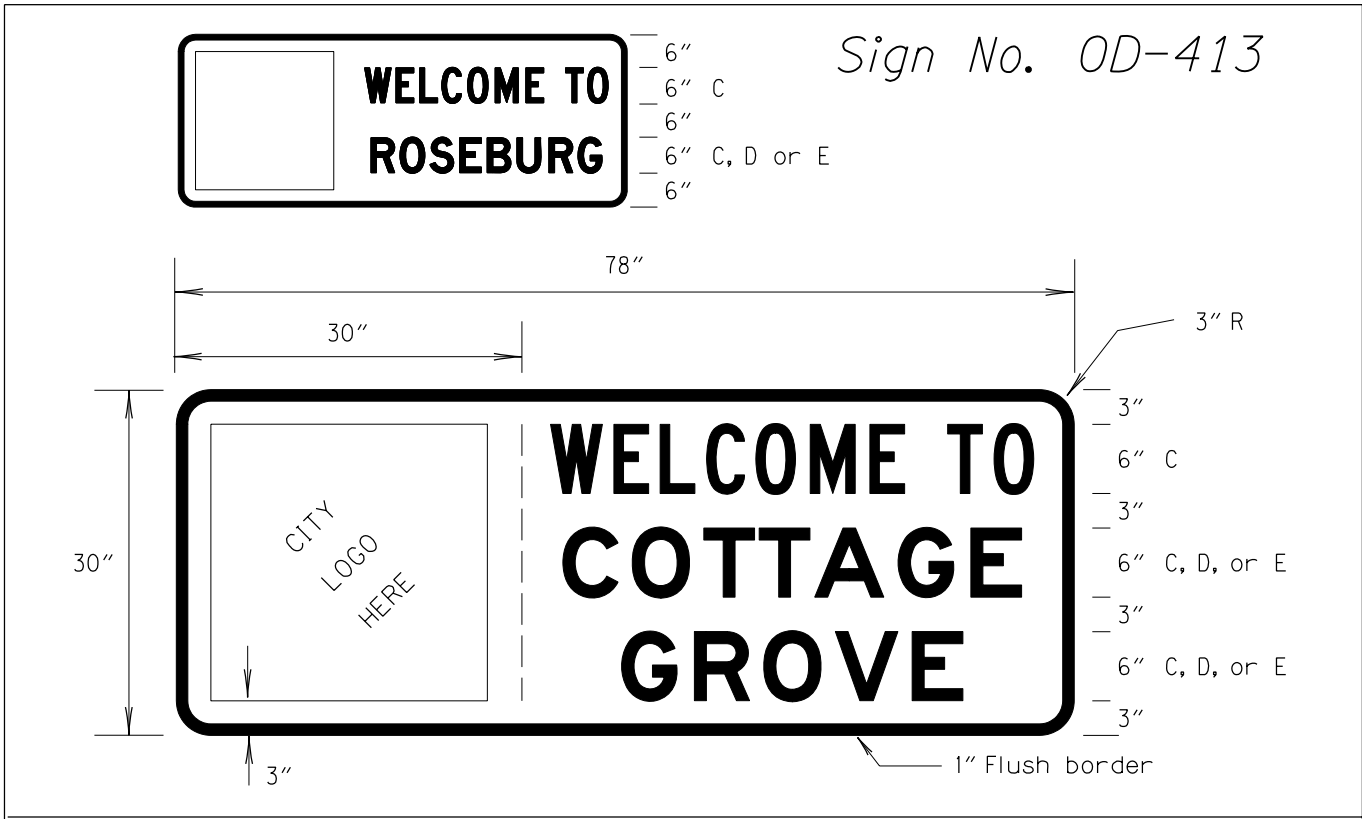 Sign No. OD-413
WELCOME TO
ROSEBURG
6"
6" C
6"
6" C, D or E
6"
78"
30"
3" R
30"
CITY
LOGO
HERE
WELCOME TO
COTTAGE
GROVE
3"
6" C
3"
6" C, D, or E
3"
6" C, D, or E
3"
3"
1" Flush border